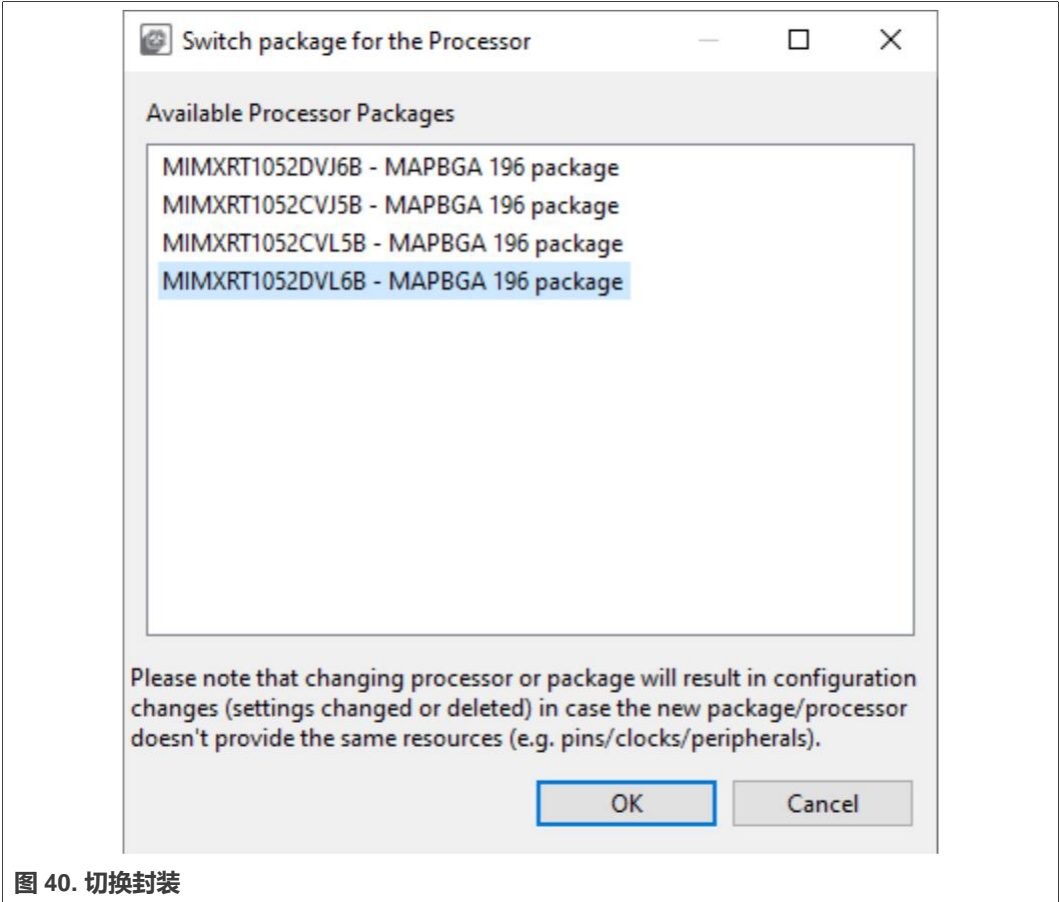 Switch package for the Processor
Available Processor Packages
MIMXRT1052DVJ6B - MAPBGA 196 package
MIMXRT1052CVJ5B - MAPBGA 196 package
MIMXRT1052CVL5B - MAPBGA 196 package
MIMXRT1052DVL6B - MAPBGA 196 package
Please note that changing processor or package will result in configuration
changes (settings changed or deleted) in case the new package/processor
doesn't provide the same resources (e.g. pins/clocks/peripherals).
OK Cancel
图 40. 切换封装